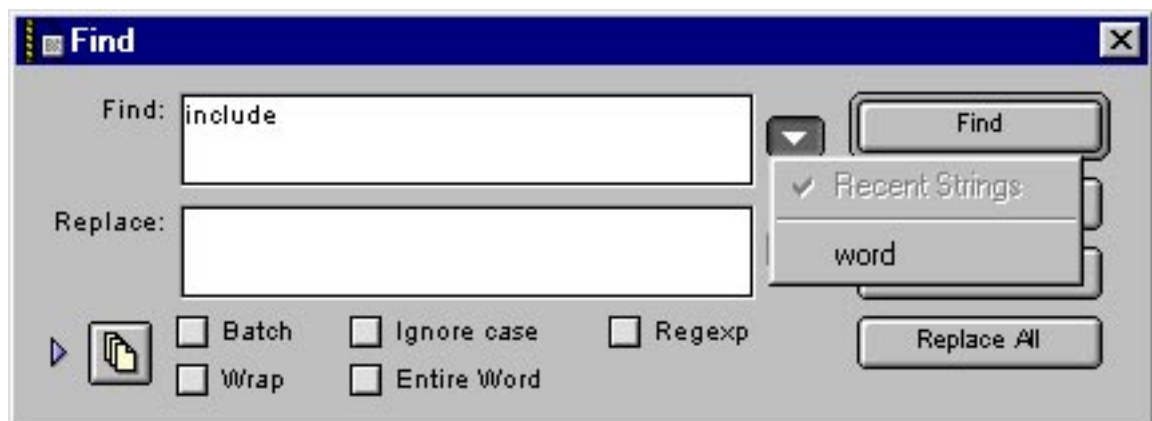 Find
Find:
include
Find
Recent Strings
Replace:
word
Batch
Ignore case
Regexp
Replace All
Wrap
Entire Word